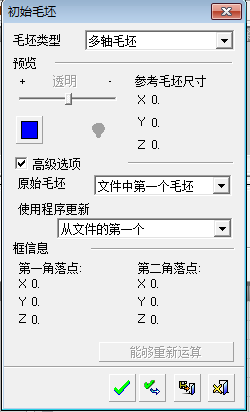 初始毛坯
毛坯类型 多轴毛坯
预览
+ 透明 - 参考毛坯尺寸
X 0.
Y 0.
Z 0.
高级选项
原始毛坯 文件中第一个毛坯
使用程序更新
从文件的第一个
框信息
第一角落点: 第二角落点:
X 0. X 0.
Y 0. Y 0.
Z 0. Z 0.
能够重新运算